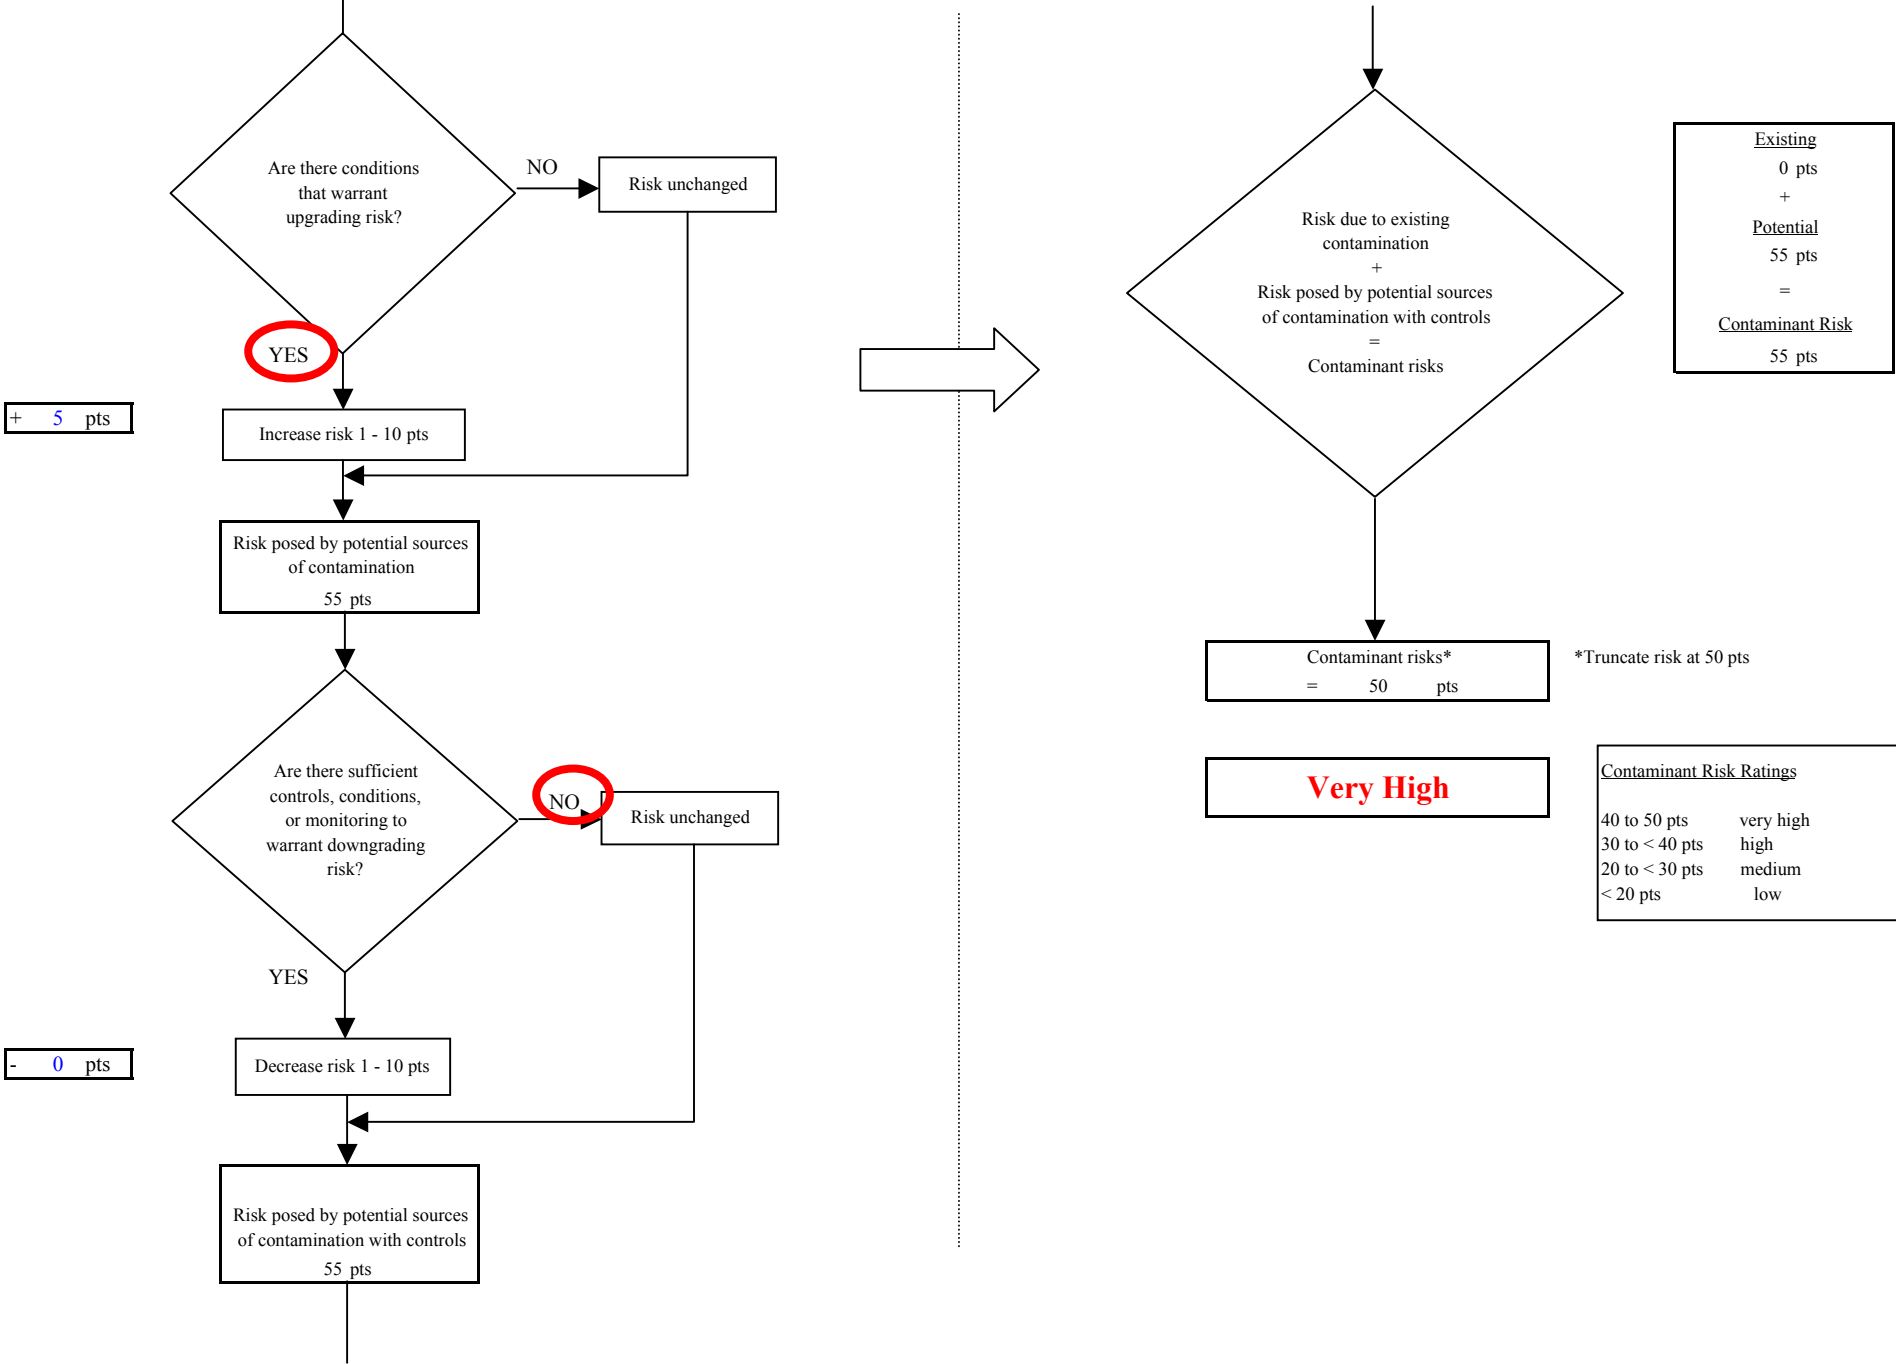 Are there conditions
that warrant
upgrading risk?
NO
Risk unchanged
YES
+ 5 pts
Increase risk 1 - 10 pts
Risk posed by potential sources
of contamination
55 pts
Are there sufficient
controls, conditions,
or monitoring to
warrant downgrading
risk?
NO
Risk unchanged
YES
- 0 pts
Decrease risk 1 - 10 pts
Risk posed by potential sources
of contamination with controls
55 pts
Risk due to existing
contamination
+
Risk posed by potential sources
of contamination with controls
=
Contaminant risks
Existing
0 pts
+
Potential
55 pts
=
Contaminant Risk
55 pts
Contaminant risks*
= 50 pts
*Truncate risk at 50 pts
Very High
Contaminant Risk Ratings
40 to 50 pts very high
30 to < 40 pts high
20 to < 30 pts medium
< 20 pts low